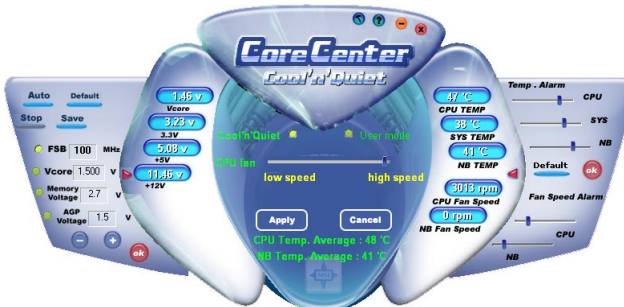 CoreCenter
Cool'n'Quiet
Auto Default
Stop Save
FSB 100 MHz
Vcore 1.500 v
Memory Voltage 2.7 v
AGP Voltage 1.5 v
ok
1.46 v
Vcore
3.23 v
3.3V
5.08 v
+5V
11.46 v
+12V
Cool'n'Quiet User mode
CPU fan
low speed high speed
Apply Cancel
CPU Temp. Average : 48 'C
NB Temp. Average : 41 'C
MSI
47 'C
CPU TEMP
38 'C
SYS TEMP
41 'C
NB TEMP
3013 rpm
CPU Fan Speed
0 rpm
NB Fan Speed
Temp . Alarm
CPU
SYS
NB
Default
ok
Fan Speed Alarm
CPU
NB